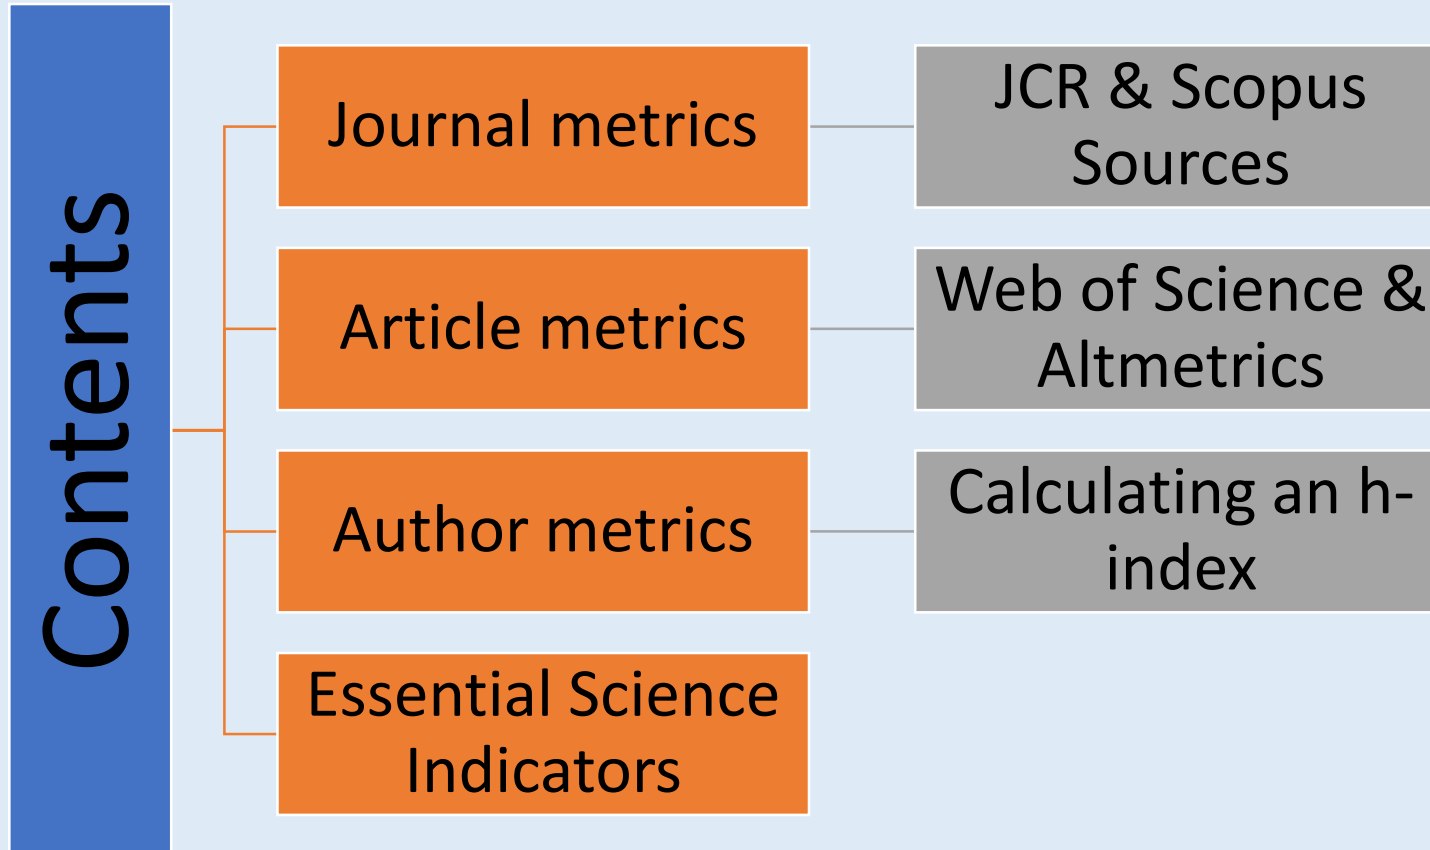 Contents
Journal metrics
JCR & Scopus
Sources
Article metrics
Web of Science &
Altmetrics
Author metrics
Calculating an h-
index
Essential Science
Indicators